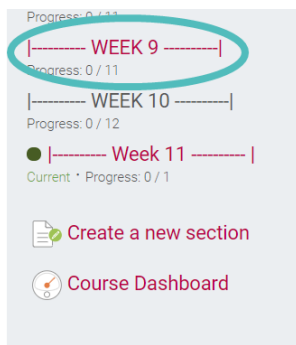 Progress: 0 / 11
|---------- WEEK 9 ----------|
Progress: 0 / 11
|---------- WEEK 10 ----------|
Progress: 0 / 12
|---------- Week 11 ---------- |
Current · Progress: 0 / 1
Create a new section
Course Dashboard